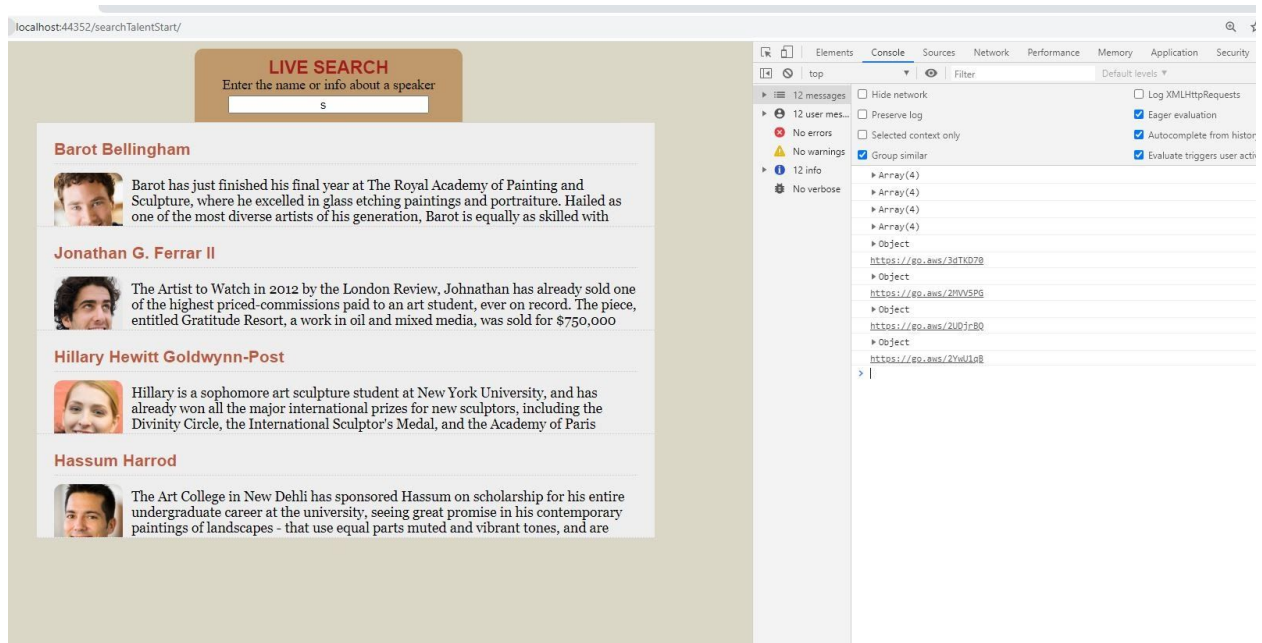 localhost:44352/searchTalentStart/
LIVE SEARCH
Enter the name or info about a speaker
s
Barot Bellingham
Barot has just finished his final year at The Royal Academy of Painting and
Sculpture, where he excelled in glass etching paintings and portraiture. Hailed as
one of the most diverse artists of his generation, Barot is equally as skilled with
Jonathan G. Ferrar II
The Artist to Watch in 2012 by the London Review, Johnathan has already sold one
of the highest priced-commissions paid to an art student, ever on record. The piece,
entitled Gratitude Resort, a work in oil and mixed media, was sold for $750,000
Hillary Hewitt Goldwynn-Post
Hillary is a sophomore art sculpture student at New York University, and has
already won all the major international prizes for new sculptors, including the
Divinity Circle, the International Sculptor's Medal, and the Academy of Paris
Hassum Harrod
The Art College in New Dehli has sponsored Hassum on scholarship for his entire
undergraduate career at the university, seeing great promise in his contemporary
paintings of landscapes - that use equal parts muted and vibrant tones, and are
Elements Console Sources Network Performance Memory Application Security
top Filter Default levels ▼
12 messages
12 user mes...
No errors
No warnings
12 info
No verbose
Hide network Log XMLHttpRequests
Preserve log Eager evaluation
Selected context only Autocomplete from history
Group similar Evaluate triggers user acti
Array(4)
Array(4)
Array(4)
Array(4)
Object
https://go.aws/3dTKD70
Object
https://go.aws/2MVV5PG
Object
https://go.aws/2UDjrBQ
Object
https://go.aws/2YwU1qB
>